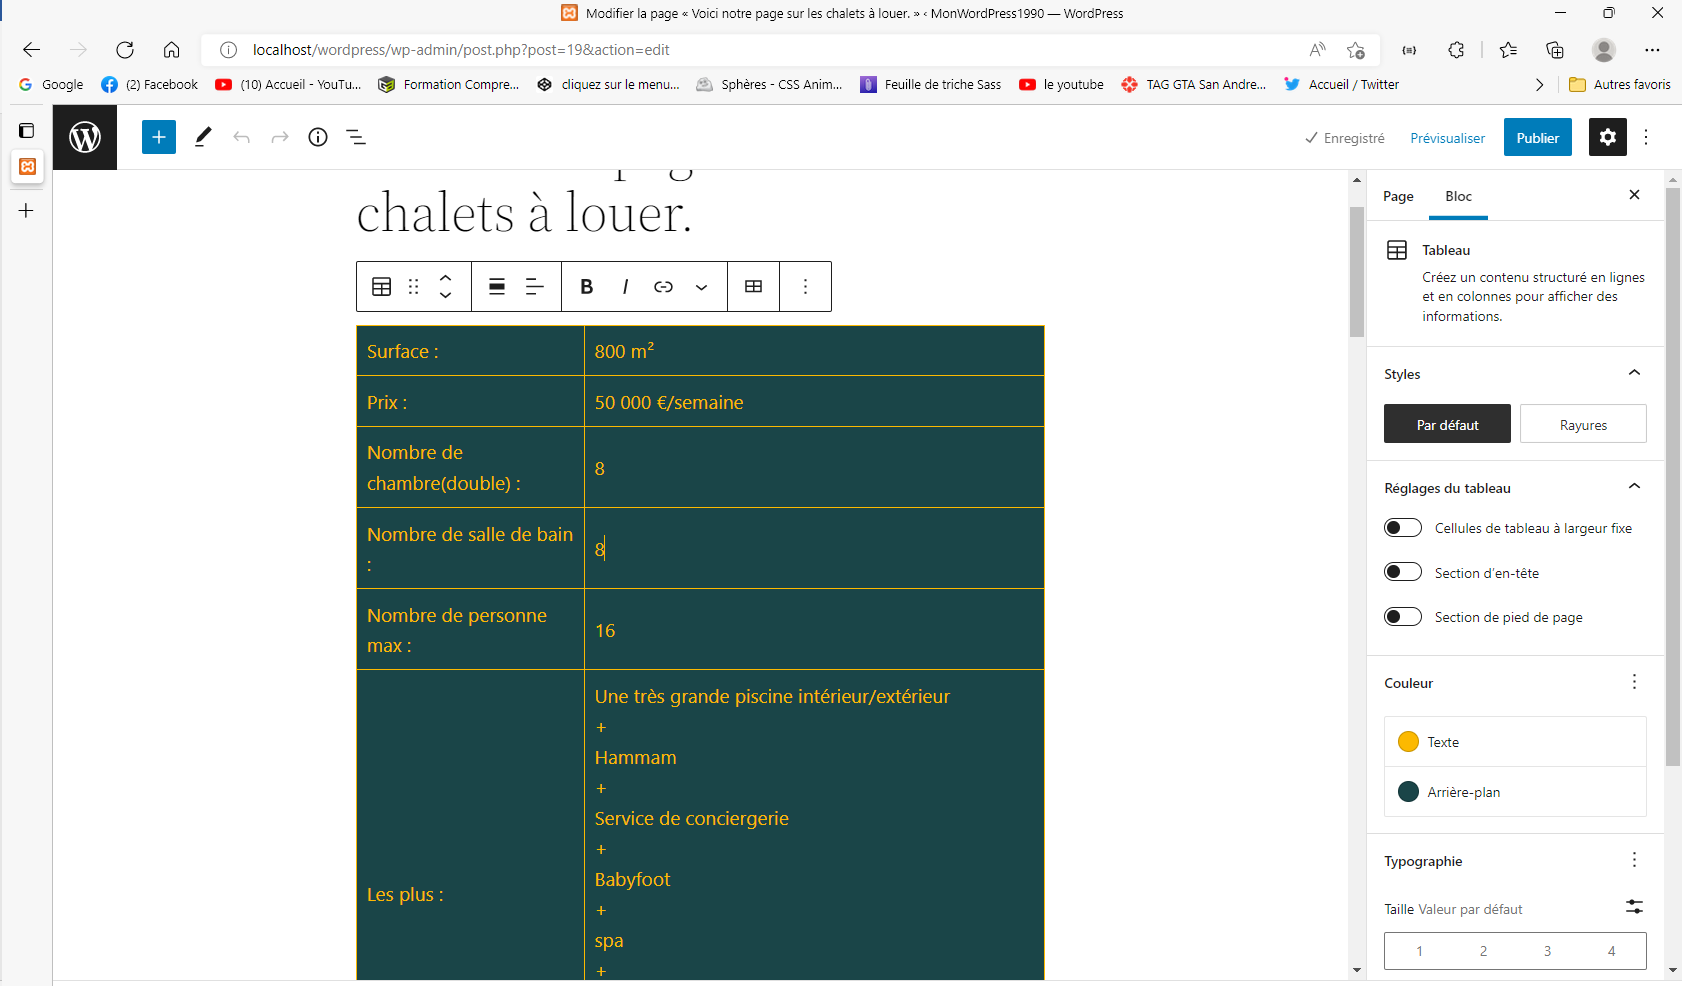 Modifier la page « Voici notre page sur les chalets à louer. » ‹ MonWordPress1990 — WordPress
localhost/wordpress/wp-admin/post.php?post=19&action=edit
Google
(2) Facebook
(10) Accueil - YouTu...
Formation Compre...
cliquez sur le menu...
Sphères - CSS Anim...
Feuille de triche Sass
le youtube
TAG GTA San Andre...
Accueil / Twitter
Autres favoris
Enregistré
Prévisualiser
Publier
chalets à louer.
B I
Surface :
800 m²
Prix :
50 000 €/semaine
Nombre de
chambre(double) :
8
Nombre de salle de bain
:
8
Nombre de personne
max :
16
Les plus :
Une très grande piscine intérieur/extérieur
+
Hammam
+
Service de conciergerie
+
Babyfoot
+
spa
+
Page
Bloc
Tableau
Créez un contenu structuré en lignes
et en colonnes pour afficher des
informations.
Styles
Par défaut
Rayures
Réglages du tableau
Cellules de tableau à largeur fixe
Section d'en-tête
Section de pied de page
Couleur
Texte
Arrière-plan
Typographie
Taille Valeur par défaut
1 2 3 4